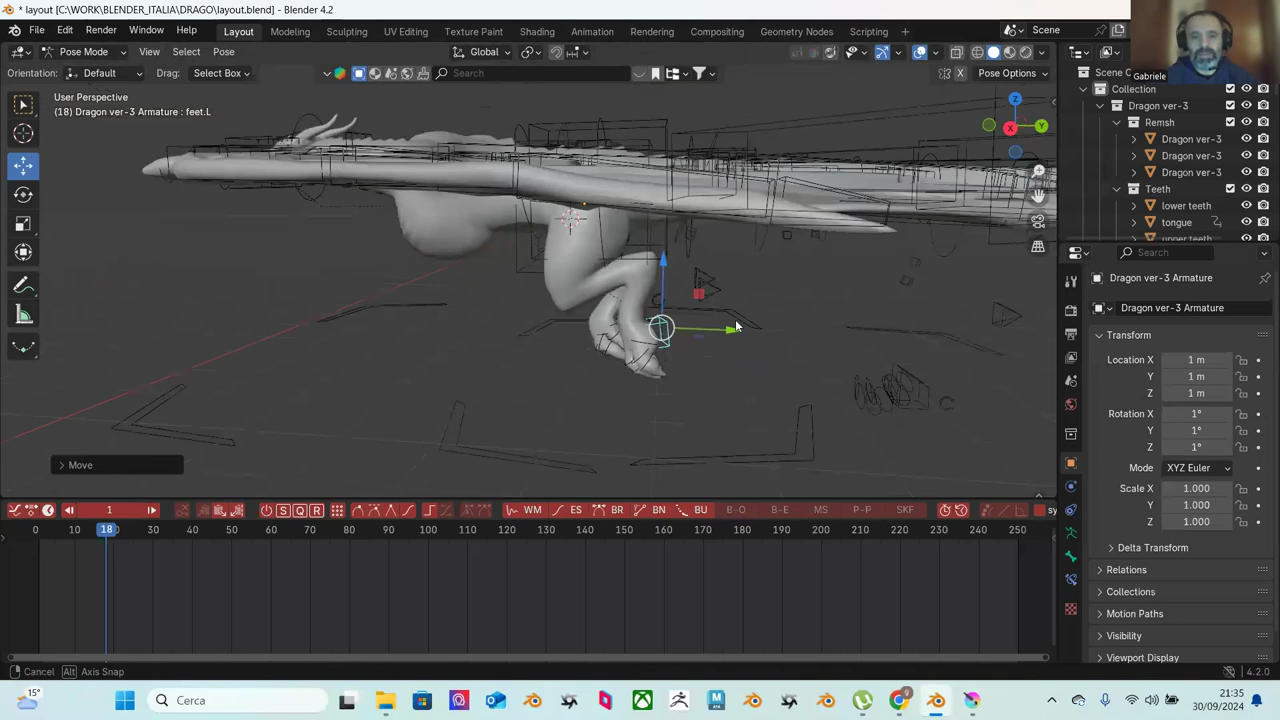 * layout [C:\WORK\BLENDER_ITALIA\DRAGO\layout.blend] - Blender 4.2
File Edit Render Window Help Layout Modeling Sculpting UV Editing Texture Paint Shading Animation Rendering Compositing Geometry Nodes Scripting + Scene
Pose Mode View Select Pose Global
Orientation: Default Drag: Select Box Search X Pose Options
Gabriele
Scene C
Collection
Dragon ver-3
Remsh
Dragon ver-3
Dragon ver-3
Dragon ver-3
Teeth
lower teeth
tongue
upper teeth
User Perspective
(18) Dragon ver-3 Armature : feet.L
Z
Y
X
Search
Dragon ver-3 Armature
Dragon ver-3 Armature
Transform
Location X 1 m
Y 1 m
Z 1 m
Rotation X 1°
Y 1°
Z 1°
Mode XYZ Euler
Scale X 1.000
Y 1.000
Z 1.000
Delta Transform
Relations
Collections
Motion Paths
Visibility
Viewport Display
Move
1 S Q R WM ES BR BN BU B-O B-E MS P-P SKF sy
0 10 18 30 40 50 60 70 80 90 100 110 120 130 140 150 160 170 180 190 200 210 220 230 240 250
Cancel Alt Axis Snap
4.2.0
15°
Cerca
21:35
30/09/2024